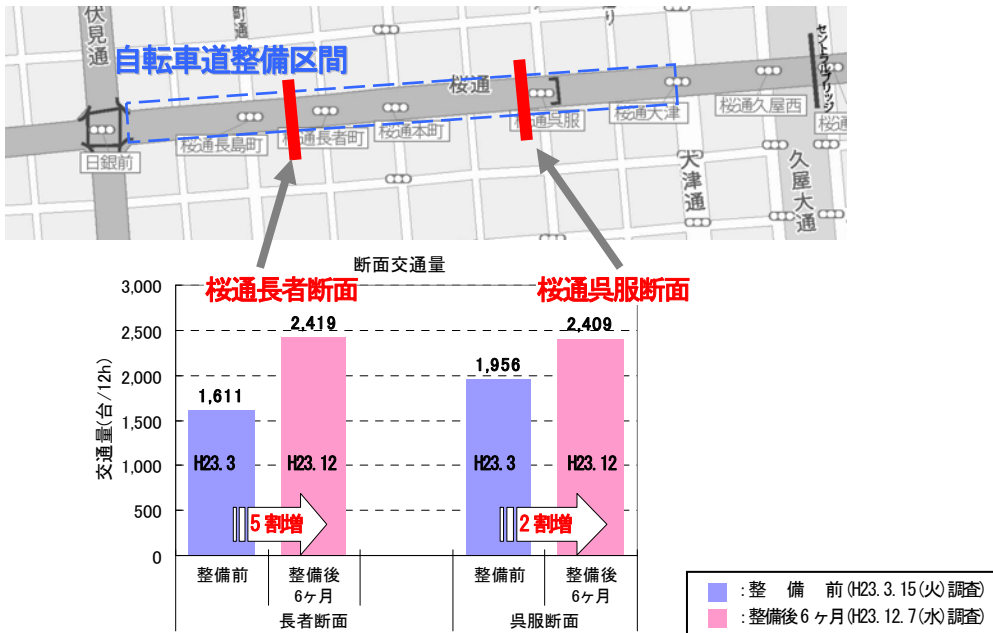 伏見通
町通
り
セントラルブリッジ
自転車道整備区間
桜通
桜通久屋西
桜通大津
桜通呉服
桜通本町
桜通長者町
桜通長島町
日銀前
桜通
大津通
久屋大通
断面交通量
桜通長者断面
桜通呉服断面
交通量(台/12h)
3,000
2,500
2,000
1,500
1,000
500
0
2,419
2,409
1,956
1,611
H23.3
H23.12
H23.3
H23.12
5割増
2割増
整備前
整備後
6ヶ月
整備前
整備後
6ヶ月
長者断面
呉服断面
:整 備 前(H23.3.15(火)調査)
:整備後6ヶ月(H23.12.7(水)調査)